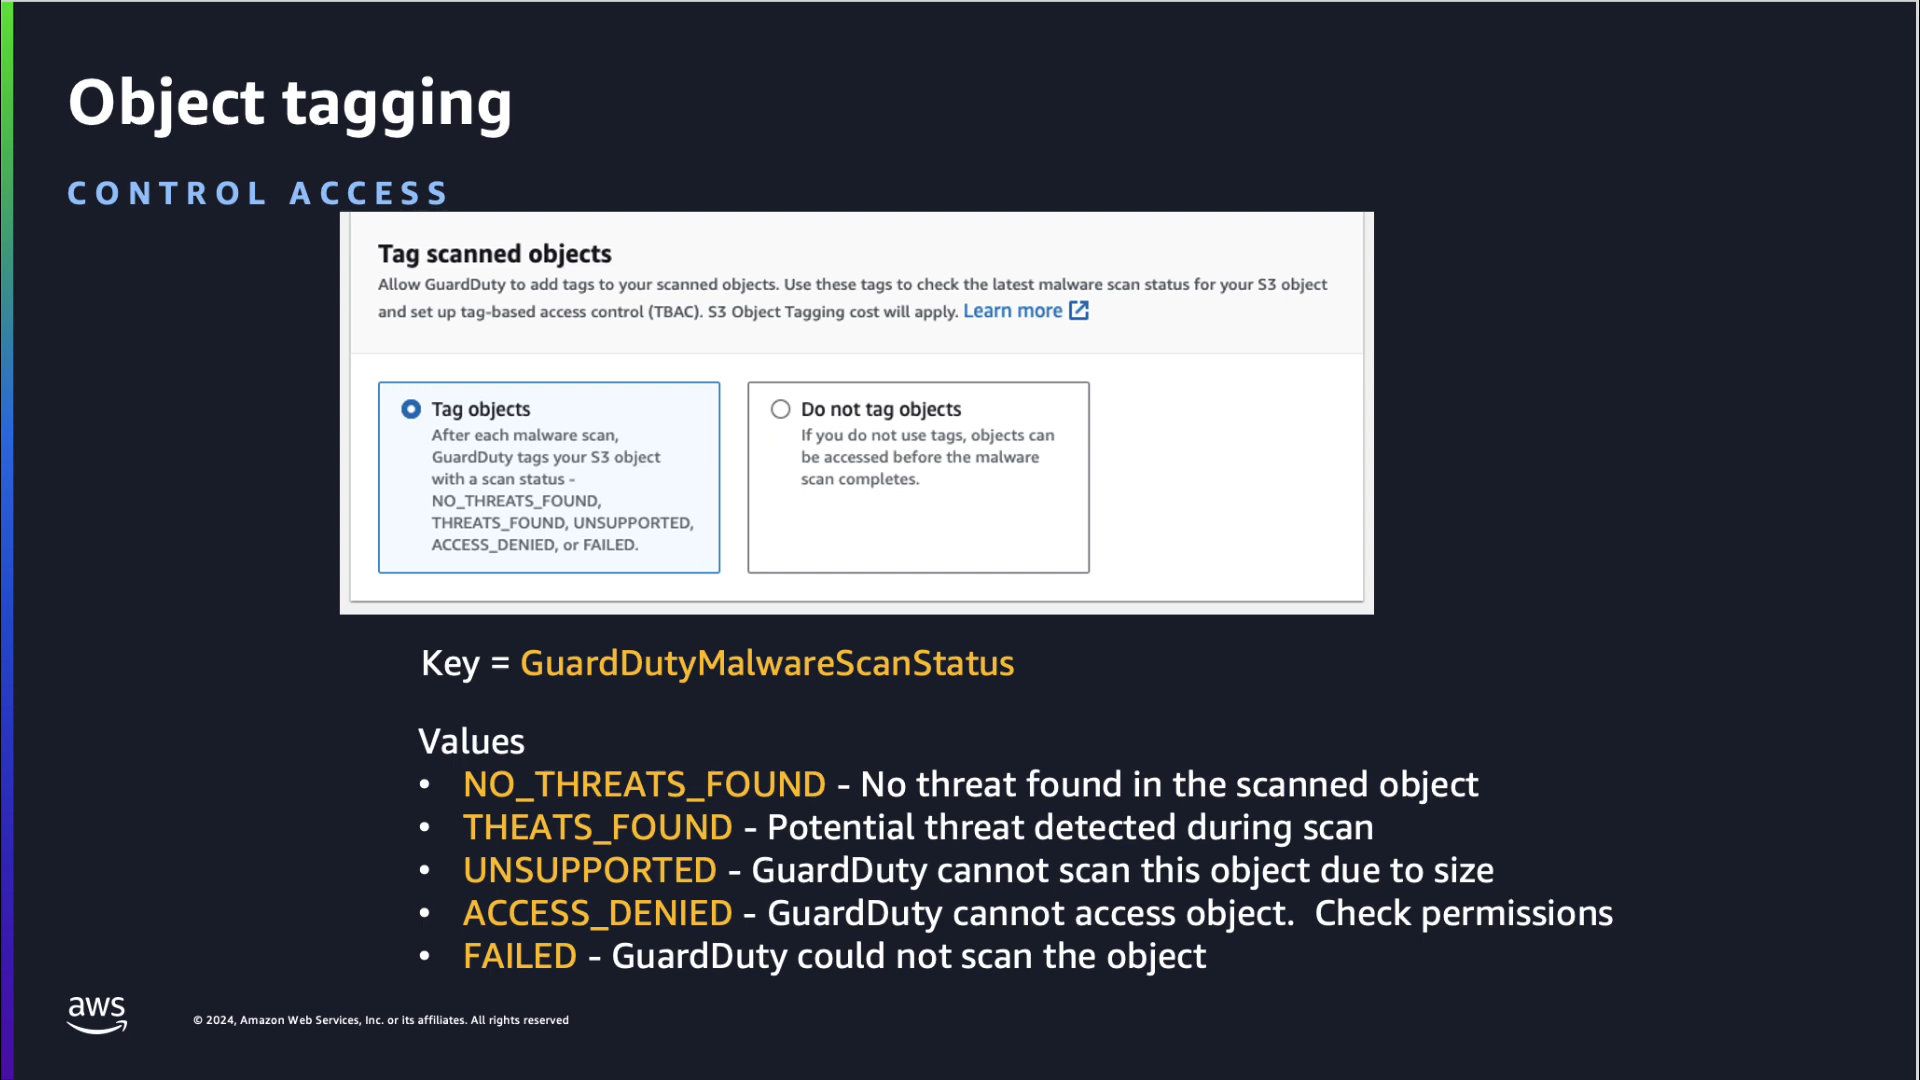 Object tagging
CONTROL ACCESS
Tag scanned objects
Allow GuardDuty to add tags to your scanned objects. Use these tags to check the latest malware scan status for your S3 object
and set up tag-based access control (TBAC). S3 Object Tagging cost will apply. Learn more
Tag objects
After each malware scan,
GuardDuty tags your S3 object
with a scan status -
NO_THREATS_FOUND,
THREATS_FOUND, UNSUPPORTED,
ACCESS_DENIED, or FAILED.
Do not tag objects
If you do not use tags, objects can
be accessed before the malware
scan completes.
Key = GuardDutyMalwareScanStatus
Values
• NO_THREATS_FOUND - No threat found in the scanned object
• THEATS_FOUND - Potential threat detected during scan
• UNSUPPORTED - GuardDuty cannot scan this object due to size
• ACCESS_DENIED - GuardDuty cannot access object.  Check permissions
• FAILED - GuardDuty could not scan the object
aws
© 2024, Amazon Web Services, Inc. or its affiliates. All rights reserved